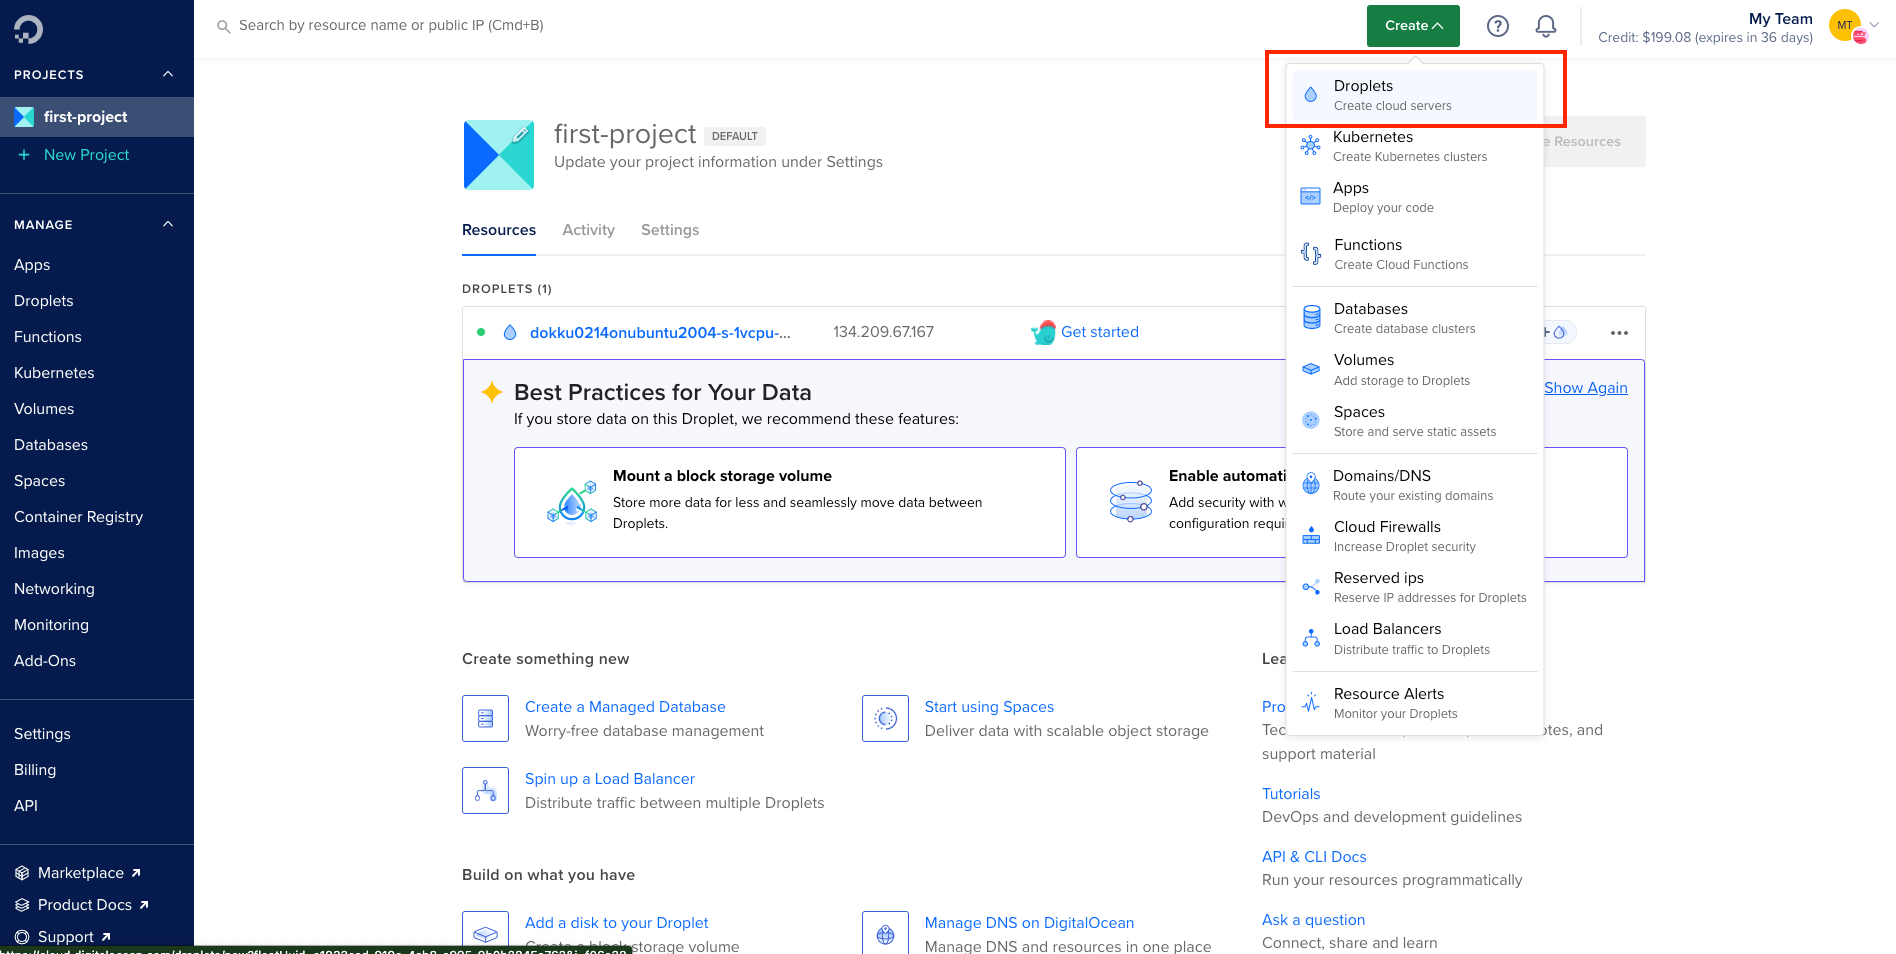 Search by resource name or public IP (Cmd+B)
Create
My Team
Credit: $199.08 (expires in 36 days)
MT
PROJECTS
first-project
New Project
MANAGE
Apps
Droplets
Functions
Kubernetes
Volumes
Databases
Spaces
Container Registry
Images
Networking
Monitoring
Add-Ons
Settings
Billing
API
Marketplace
Product Docs
Support
first-project DEFAULT
Update your project information under Settings
Resources Activity Settings
DROPLETS (1)
dokku0214onubuntu2004-s-1vcpu-... 134.209.67.167 Get started
Best Practices for Your Data
If you store data on this Droplet, we recommend these features:
Show Again
Mount a block storage volume
Store more data for less and seamlessly move data between
Droplets.
Enable automati
Add security with w
configuration requi
Create something new
Create a Managed Database
Worry-free database management
Start using Spaces
Deliver data with scalable object storage
Spin up a Load Balancer
Distribute traffic between multiple Droplets
Build on what you have
Add a disk to your Droplet
Create a block storage volume
Manage DNS on DigitalOcean
Manage DNS and resources in one place
Droplets
Create cloud servers
Kubernetes
Create Kubernetes clusters
Apps
Deploy your code
Functions
Create Cloud Functions
Databases
Create database clusters
Volumes
Add storage to Droplets
Spaces
Store and serve static assets
Domains/DNS
Route your existing domains
Cloud Firewalls
Increase Droplet security
Reserved ips
Reserve IP addresses for Droplets
Load Balancers
Distribute traffic to Droplets
Resource Alerts
Monitor your Droplets
e Resources
Lea
Pro
Tec
otes, and
support material
Tutorials
DevOps and development guidelines
API & CLI Docs
Run your resources programmatically
Ask a question
Connect, share and learn